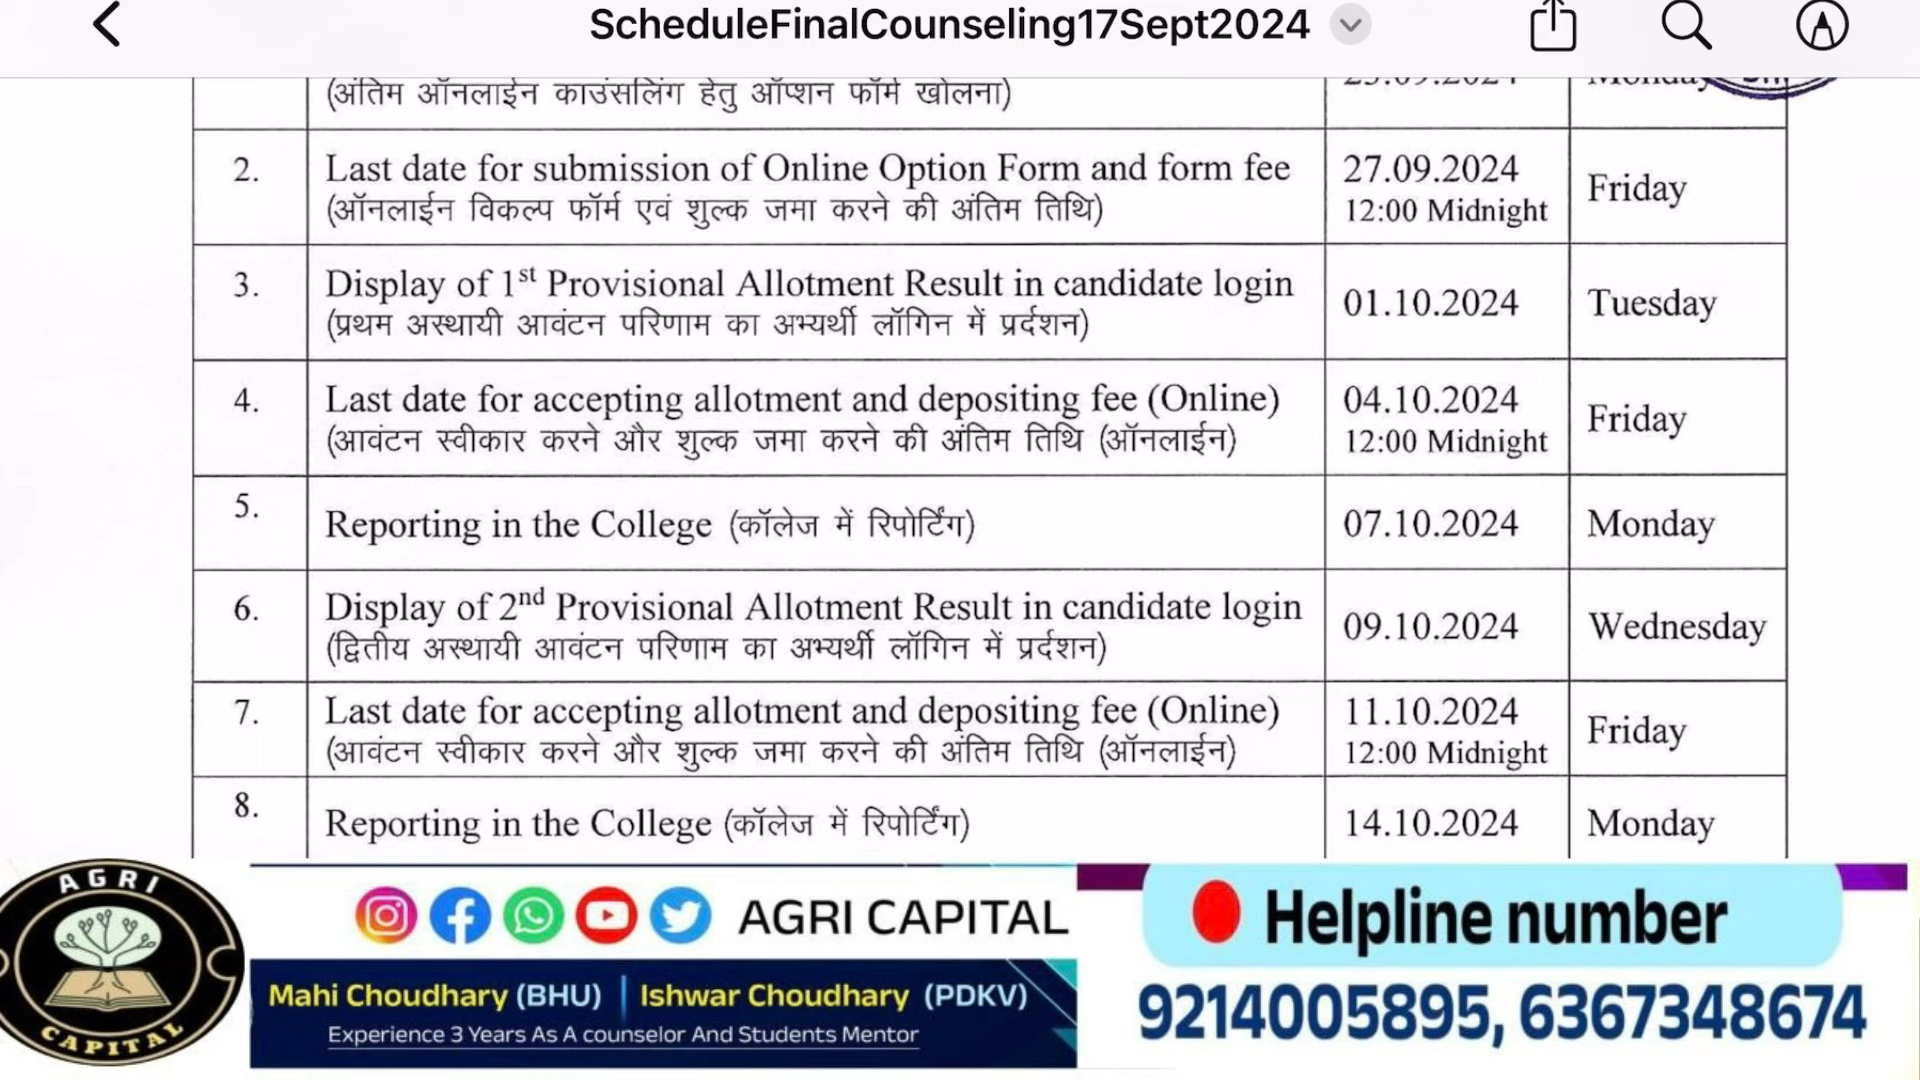 ScheduleFinalCounseling17Sept2024
(अंतिम ऑनलाईन काउंसलिंग हेतु ऑप्शन फॉर्म खोलना)
2.
Last date for submission of Online Option Form and form fee
(ऑनलाईन विकल्प फॉर्म एवं शुल्क जमा करने की अंतिम तिथि)
27.09.2024
12:00 Midnight
Friday
3.
Display of 1st Provisional Allotment Result in candidate login
(प्रथम अस्थायी आवंटन परिणाम का अभ्यर्थी लॉगिन में प्रर्दशन)
01.10.2024
Tuesday
4.
Last date for accepting allotment and depositing fee (Online)
(आवंटन स्वीकार करने और शुल्क जमा करने की अंतिम तिथि (ऑनलाईन)
04.10.2024
12:00 Midnight
Friday
5.
Reporting in the College (कॉलेज में रिपोर्टिंग)
07.10.2024
Monday
6.
Display of 2nd Provisional Allotment Result in candidate login
(द्वितीय अस्थायी आवंटन परिणाम का अभ्यर्थी लॉगिन में प्रर्दशन)
09.10.2024
Wednesday
7.
Last date for accepting allotment and depositing fee (Online)
(आवंटन स्वीकार करने और शुल्क जमा करने की अंतिम तिथि (ऑनलाईन)
11.10.2024
12:00 Midnight
Friday
8.
Reporting in the College (कॉलेज में रिपोर्टिंग)
14.10.2024
Monday
AGRI
CAPITAL
AGRI CAPITAL
Mahi Choudhary (BHU) | Ishwar Choudhary (PDKV)
Experience 3 Years As A counselor And Students Mentor
Helpline number
9214005895, 6367348674